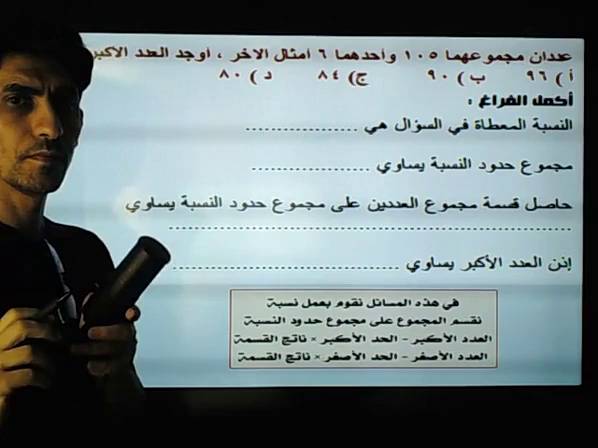 عددان مجموعهما ١٠٥ وأحدهما ٦ أمثال الآخر ، أوجد العدد الأكبر
أ ) ٩٦ ب ) ٩٠ ج) ٨٤ د ) ٨٠
أكمل الفراغ :
النسبة المعطاة في السؤال هي ....................
مجموع حدود النسبة يساوي ....................
حاصل قسمة مجموع العددين على مجموع حدود النسبة يساوي
............................................................
إذن العدد الأكبر يساوي ........................................
في هذه المسائل نقوم بعمل نسبة
نقسم المجموع على مجموع حدود النسبة
العدد الأكبر - الحد الأكبر × ناتج القسمة
العدد الأصغر - الحد الأصغر × ناتج القسمة